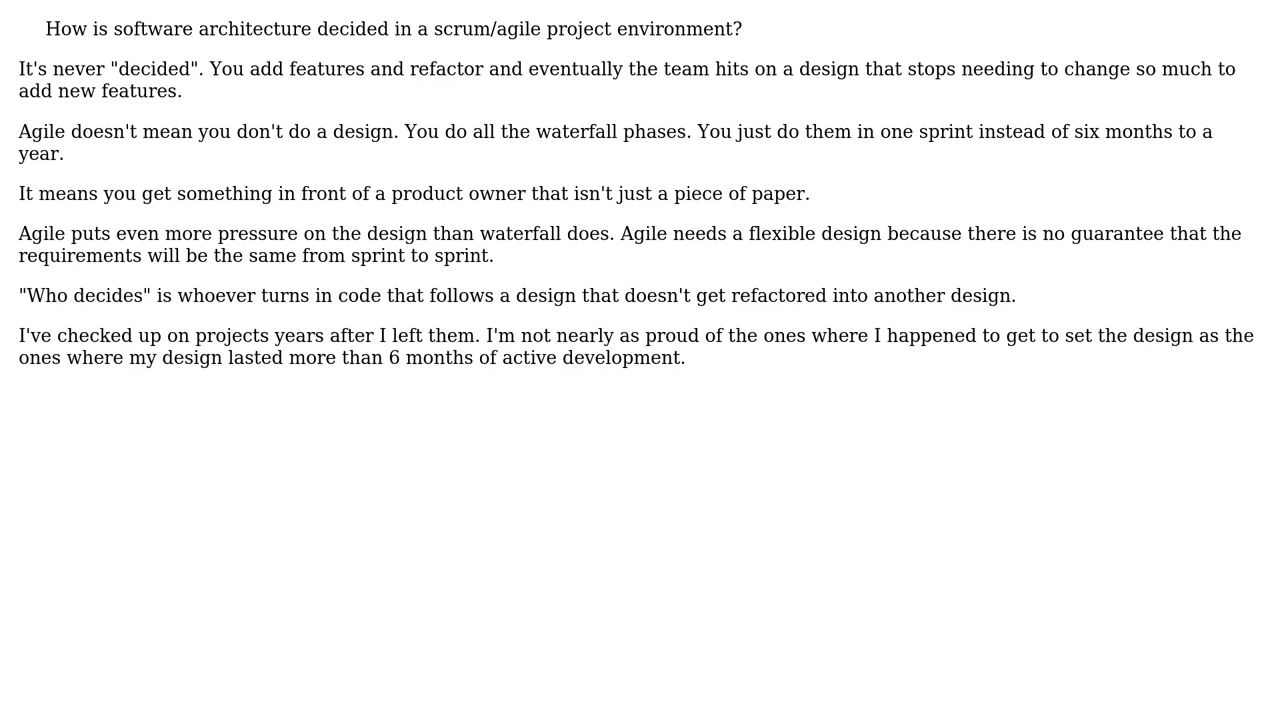 How is software architecture decided in a scrum/agile project environment?
It's never "decided". You add features and refactor and eventually the team hits on a design that stops needing to change so much to
add new features.
Agile doesn't mean you don't do a design. You do all the waterfall phases. You just do them in one sprint instead of six months to a
year.
It means you get something in front of a product owner that isn't just a piece of paper.
Agile puts even more pressure on the design than waterfall does. Agile needs a flexible design because there is no guarantee that the
requirements will be the same from sprint to sprint.
"Who decides" is whoever turns in code that follows a design that doesn't get refactored into another design.
I've checked up on projects years after I left them. I'm not nearly as proud of the ones where I happened to get to set the design as the
ones where my design lasted more than 6 months of active development.